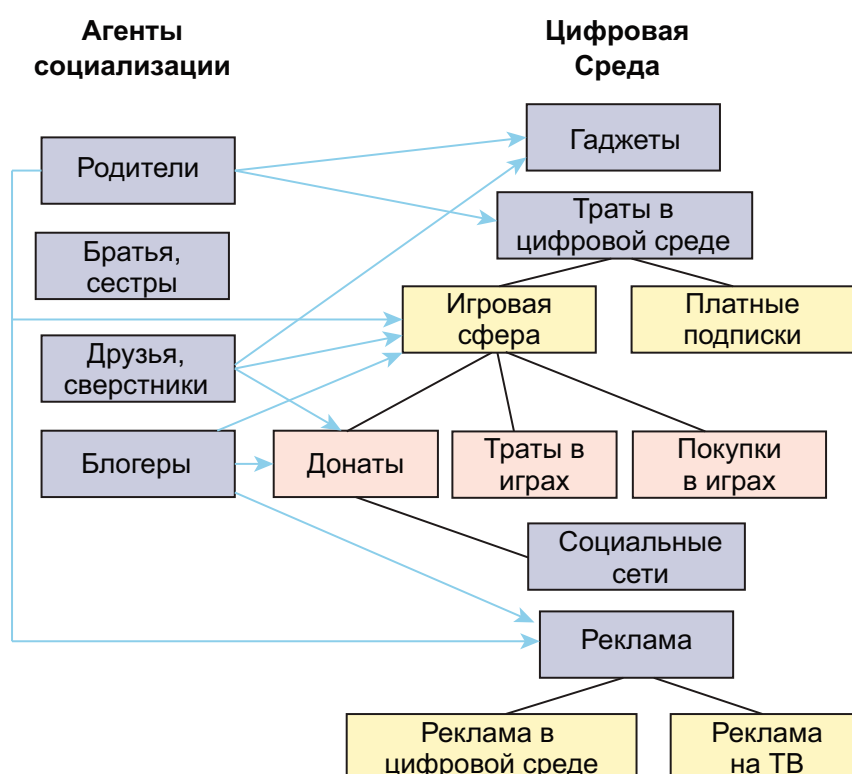 Агенты
социализации
Цифровая
Среда
Родители
Гаджеты
Траты в
цифровой среде
Братья,
сестры
Игровая
сфера
Платные
подписки
Друзья,
сверстники
Блогеры
Донаты
Траты в
играх
Покупки
в играх
Социальные
сети
Реклама
Реклама в
цифровой среде
Реклама
на ТВ